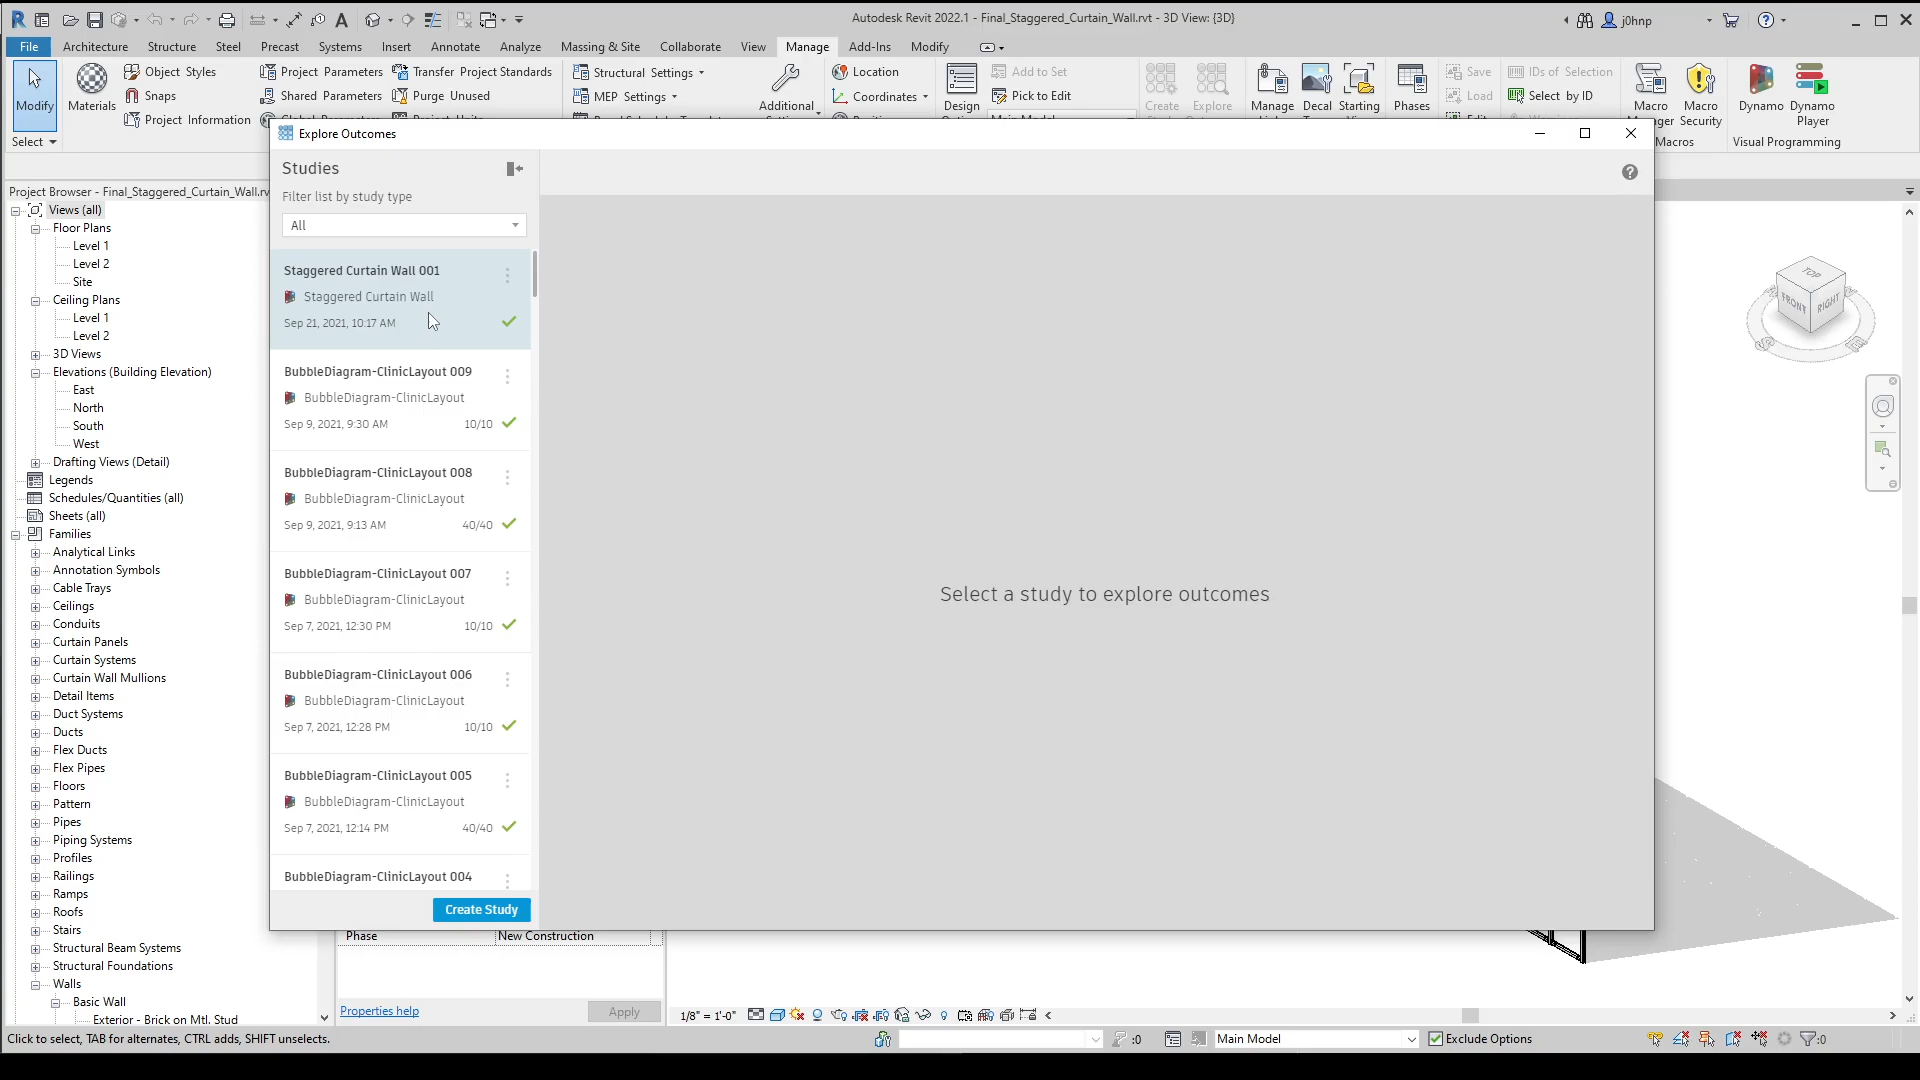 Autodesk Revit 2022.1 - Final_Staggered_Curtain_Wall.rvt - 3D View: {3D}
j0hnp
File Architecture Structure Steel Precast Systems Insert Annotate Analyze Massing & Site Collaborate View Manage Add-Ins Modify
Modify
Select
Materials
Object Styles
Snaps
Project Information
Project Parameters
Shared Parameters
Transfer Project Standards
Purge Unused
Structural Settings
MEP Settings
Additional
Location
Coordinates
Design
Add to Set
Pick to Edit
Create
Explore
Manage
Decal
Starting
Phases
Save
Load
IDs of Selection
Select by ID
Macro
Macro
Security
Macros
Dynamo
Dynamo
Player
Visual Programming
Explore Outcomes
Studies
Filter list by study type
All
Staggered Curtain Wall 001
Staggered Curtain Wall
Sep 21, 2021, 10:17 AM
BubbleDiagram-ClinicLayout 009
BubbleDiagram-ClinicLayout
Sep 9, 2021, 9:30 AM 10/10
BubbleDiagram-ClinicLayout 008
BubbleDiagram-ClinicLayout
Sep 9, 2021, 9:13 AM 40/40
BubbleDiagram-ClinicLayout 007
BubbleDiagram-ClinicLayout
Sep 7, 2021, 12:30 PM 10/10
BubbleDiagram-ClinicLayout 006
BubbleDiagram-ClinicLayout
Sep 7, 2021, 12:28 PM 10/10
BubbleDiagram-ClinicLayout 005
BubbleDiagram-ClinicLayout
Sep 7, 2021, 12:14 PM 40/40
BubbleDiagram-ClinicLayout 004
Create Study
Select a study to explore outcomes
Project Browser - Final_Staggered_Curtain_Wall.rv
Views (all)
Floor Plans
Level 1
Level 2
Site
Ceiling Plans
Level 1
Level 2
3D Views
Elevations (Building Elevation)
East
North
South
West
Drafting Views (Detail)
Legends
Schedules/Quantities (all)
Sheets (all)
Families
Analytical Links
Annotation Symbols
Cable Trays
Ceilings
Conduits
Curtain Panels
Curtain Systems
Curtain Wall Mullions
Detail Items
Duct Systems
Ducts
Flex Ducts
Flex Pipes
Floors
Pattern
Pipes
Piping Systems
Profiles
Railings
Ramps
Roofs
Stairs
Structural Beam Systems
Structural Foundations
Walls
Basic Wall
Exterior - Brick on Mtl. Stud
Phase New Construction
Properties help
Apply
TOP
FRONT
RIGHT
S
E
1/8" = 1'-0"
Click to select, TAB for alternates, CTRL adds, SHIFT unselects.
:0
Main Model
Exclude Options
:0